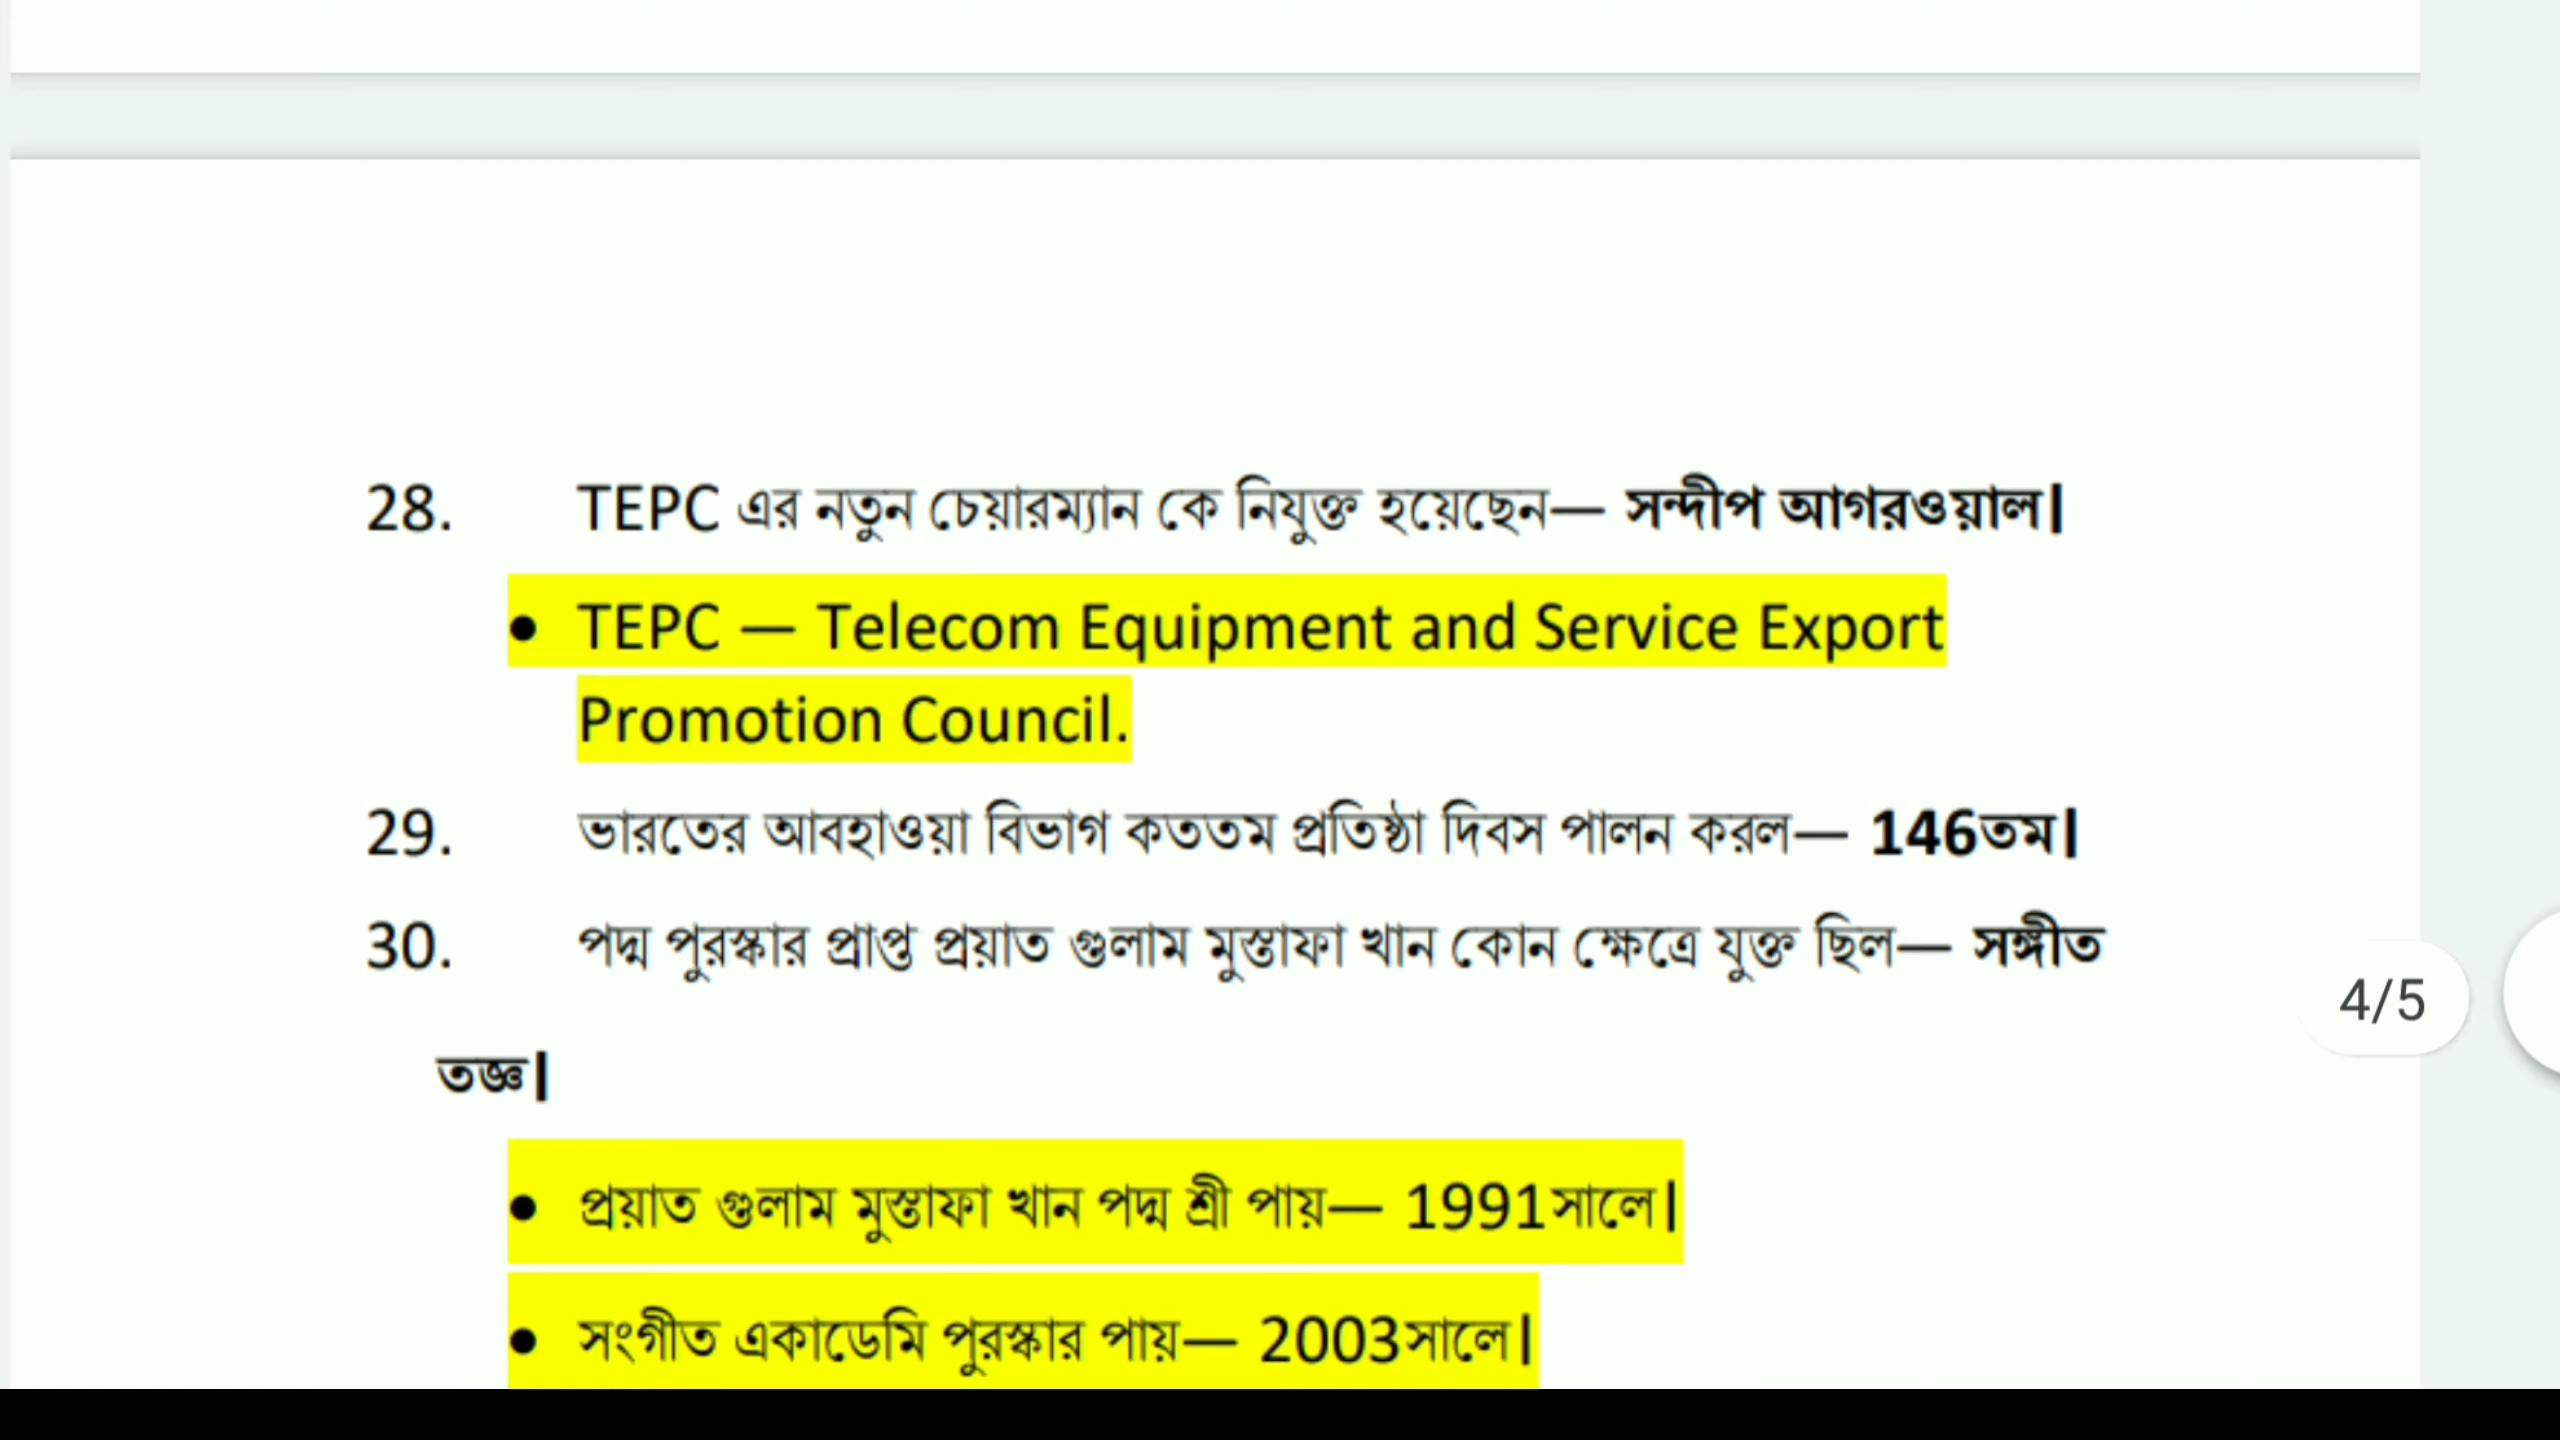 28. TEPC এর নতুন চেয়ারম্যান কে নিযুক্ত হয়েছেন— সন্দীপ আগরওয়াল|
● TEPC — Telecom Equipment and Service Export
Promotion Council.
29. ভারতের আবহাওয়া বিভাগ কততম প্রতিষ্ঠা দিবস পালন করল— 146তম|
30. পদ্ম পুরস্কার প্রাপ্ত প্রয়াত গুলাম মুস্তাফা খান কোন ক্ষেত্রে যুক্ত ছিল— সঙ্গীত
4/5
তজ্ঞ|
● প্রয়াত গুলাম মুস্তাফা খান পদ্ম শ্রী পায়— 1991সালে|
● সংগীত একাডেমি পুরস্কার পায়— 2003সালে|